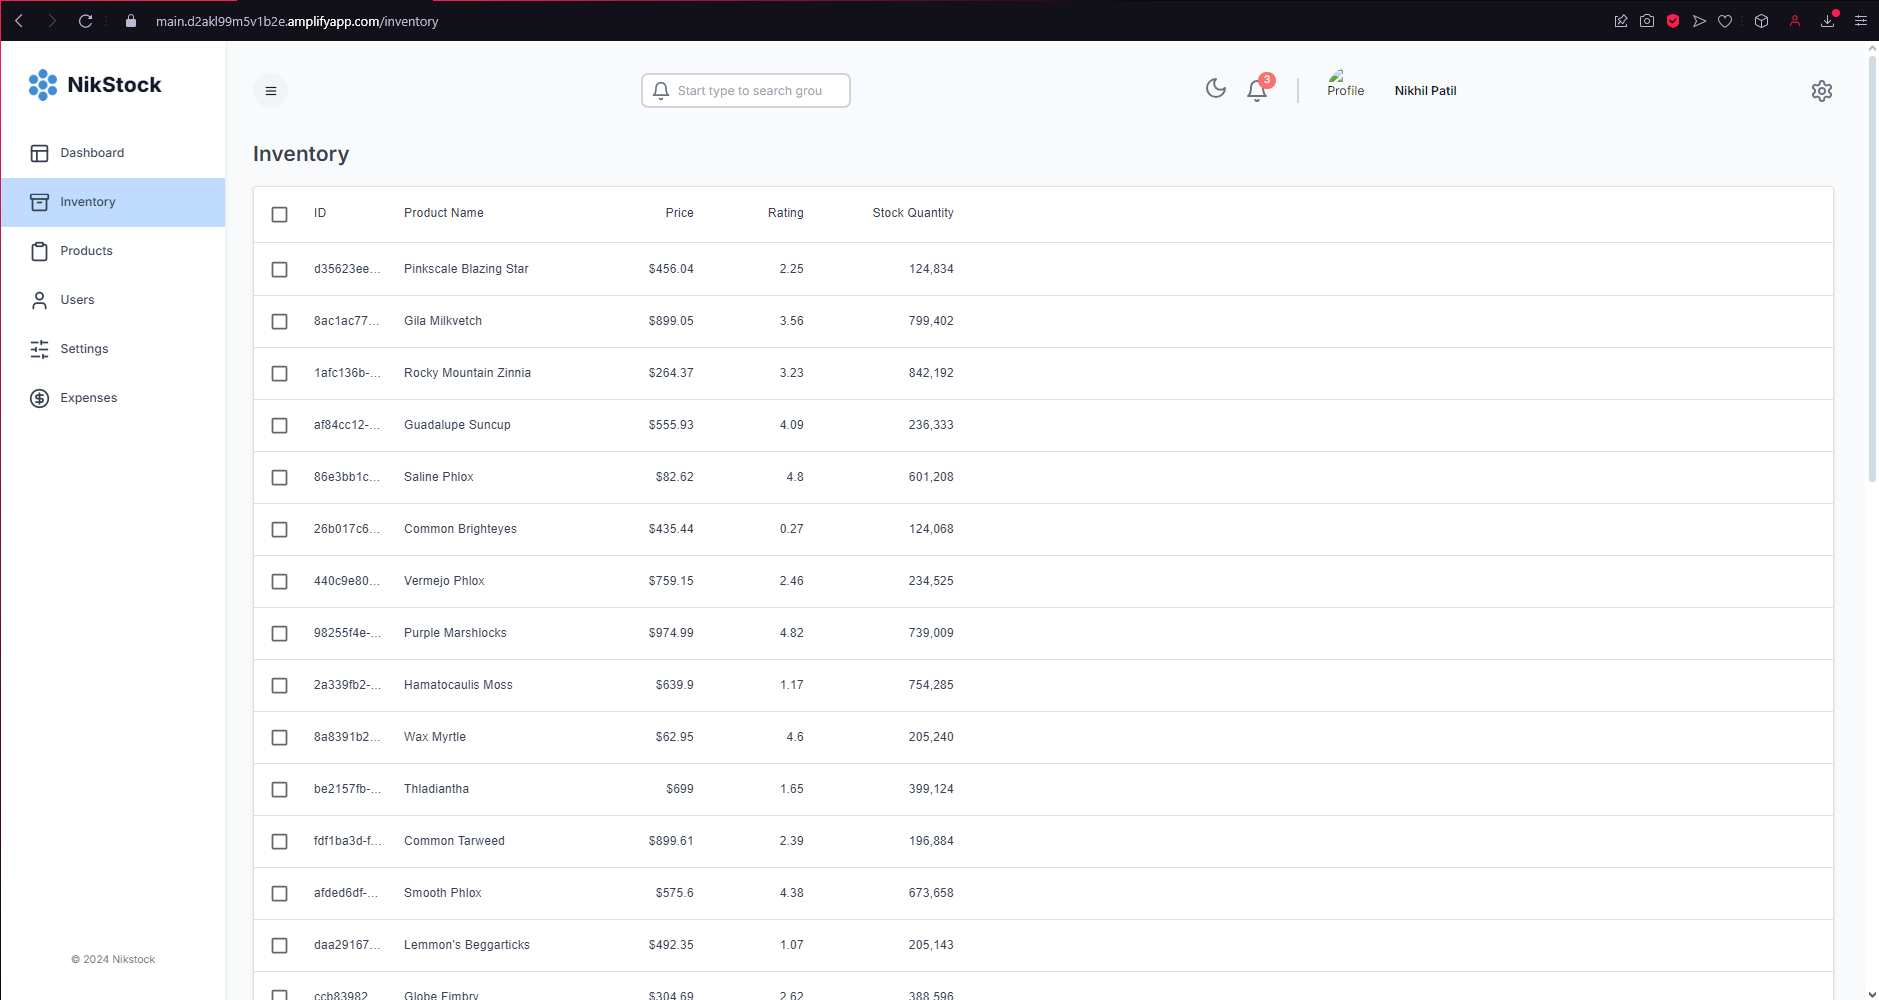 main.d2akl99m5v1b2e.amplifyapp.com/inventory
NikStock
Start type to search grou
3
Profile
Nikhil Patil
Dashboard
Inventory
Products
Users
Settings
Expenses
© 2024 Nikstock
Inventory
ID Product Name Price Rating Stock Quantity
d35623ee... Pinkscale Blazing Star $456.04 2.25 124,834
8ac1ac77... Gila Milkvetch $899.05 3.56 799,402
1afc136b-... Rocky Mountain Zinnia $264.37 3.23 842,192
af84cc12-... Guadalupe Suncup $555.93 4.09 236,333
86e3bb1c... Saline Phlox $82.62 4.8 601,208
26b017c6... Common Brighteyes $435.44 0.27 124,068
440c9e80... Vermejo Phlox $759.15 2.46 234,525
98255f4e-... Purple Marshlocks $974.99 4.82 739,009
2a339fb2-... Hamatocaulis Moss $639.9 1.17 754,285
8a8391b2... Wax Myrtle $62.95 4.6 205,240
be2157fb-... Thladiantha $699 1.65 399,124
fdf1ba3d-f... Common Tarweed $899.61 2.39 196,884
afded6df-... Smooth Phlox $575.6 4.38 673,658
daa29167... Lemmon's Beggarticks $492.35 1.07 205,143
ccb83982... Globe Fimbry $304.69 2.62 388,596